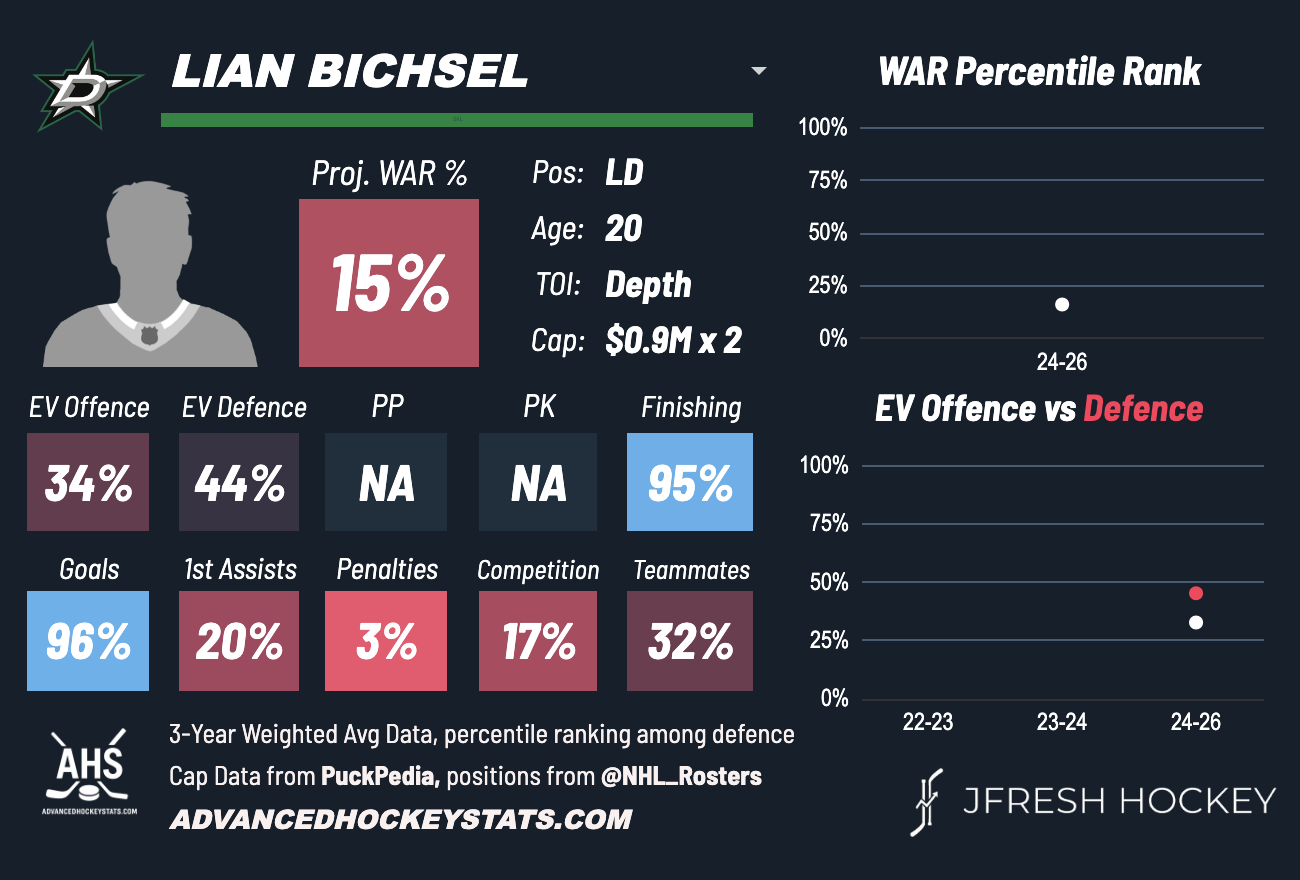 LIAN BICHSEL
DAL
Proj. WAR %
15%
Pos: LD
Age: 20
TOI: Depth
Cap: $0.9M x 2
EV Offence EV Defence PP PK Finishing
34% 44% NA NA 95%
Goals 1st Assists Penalties Competition Teammates
96% 20% 3% 17% 32%
WAR Percentile Rank
100%
75%
50%
25%
0%
24-26
EV Offence vs Defence
100%
75%
50%
25%
0%
22-23 23-24 24-26
AHS
ADVANCEDHOCKEYSTATS.COM
3-Year Weighted Avg Data, percentile ranking among defence
Cap Data from PuckPedia, positions from @NHL_Rosters
ADVANCEDHOCKEYSTATS.COM
JFRESH HOCKEY